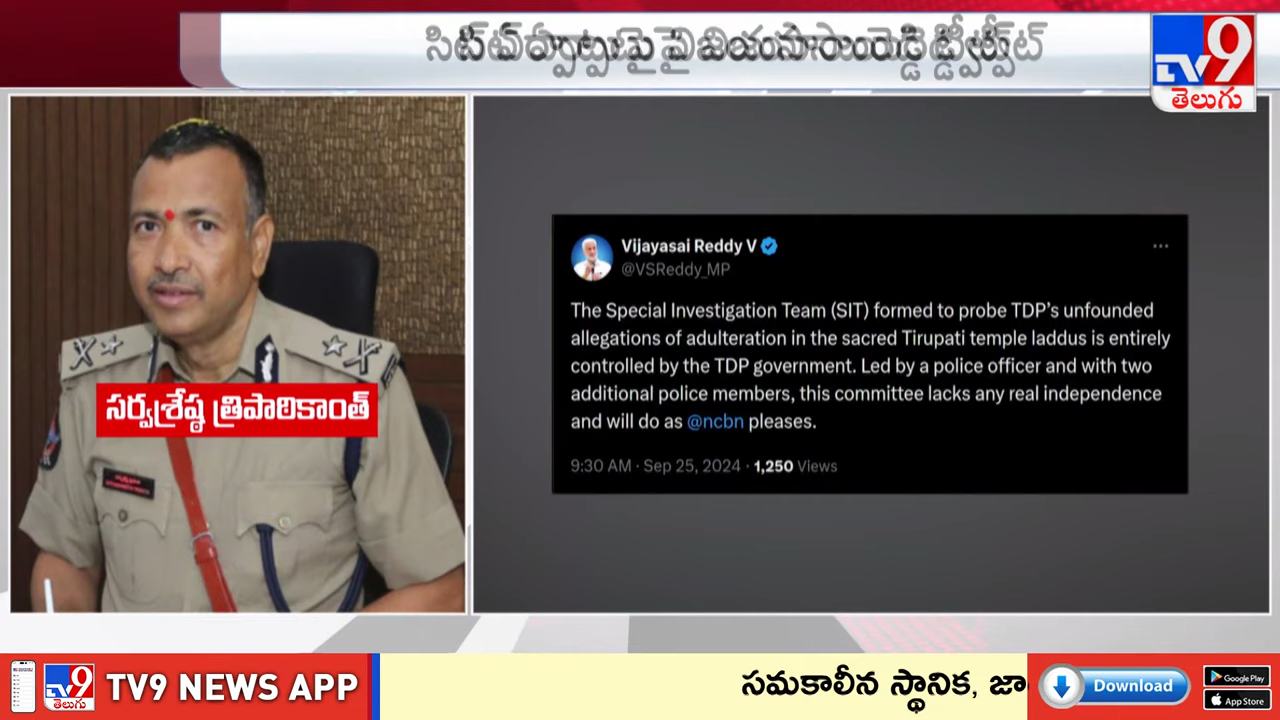 TV9
తెలుగు
సర్వశ్రేష్ఠ త్రిపాఠికాంత్
Vijayasai Reddy V
@VSReddy_MP
The Special Investigation Team (SIT) formed to probe TDP's unfounded
allegations of adulteration in the sacred Tirupati temple laddus is entirely
controlled by the TDP government. Led by a police officer and with two
additional police members, this committee lacks any real independence
and will do as @ncbn pleases.
9:30 AM · Sep 25, 2024 · 1,250 Views
TV9
తెలుగు
TV9 NEWS APP
సమకాలీన స్థానిక,
Download
Google Play
App Store